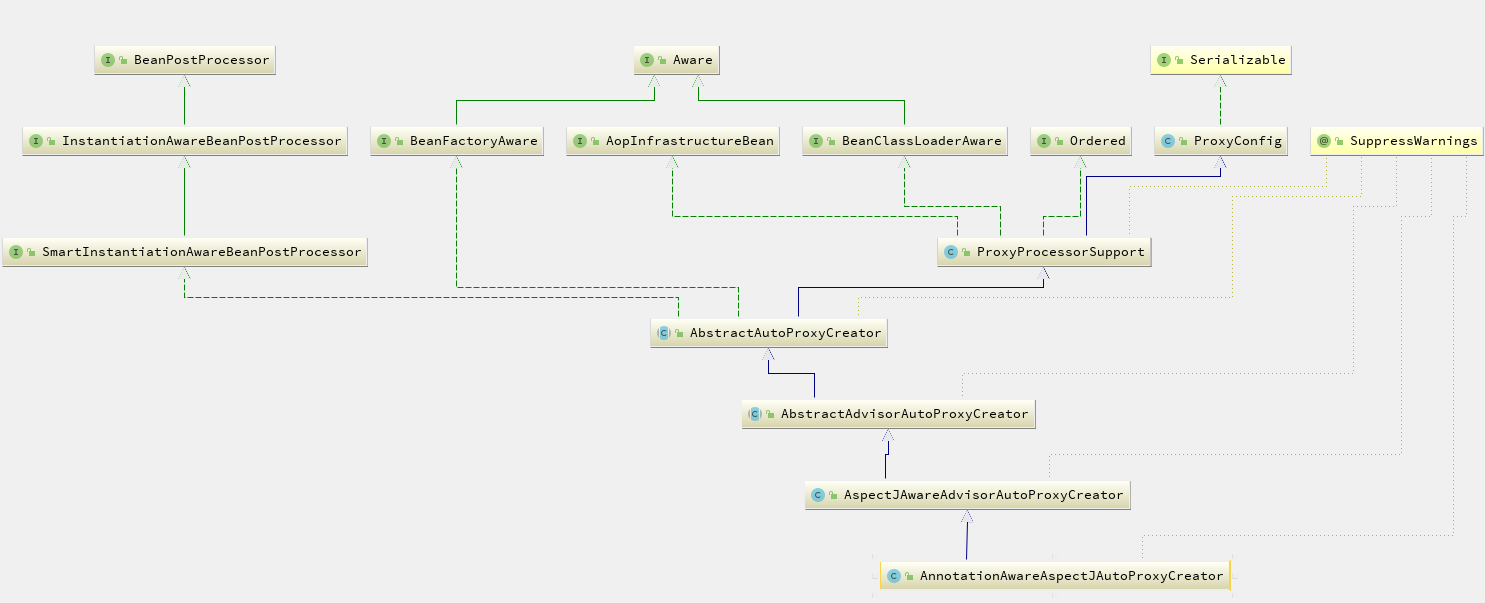 BeanPostProcessor
Aware
Serializable
InstantiationAwareBeanPostProcessor
BeanFactoryAware
AopInfrastructureBean
BeanClassLoaderAware
Ordered
ProxyConfig
SuppressWarnings
SmartInstantiationAwareBeanPostProcessor
ProxyProcessorSupport
AbstractAutoProxyCreator
AbstractAdvisorAutoProxyCreator
AspectJAwareAdvisorAutoProxyCreator
AnnotationAwareAspectJAutoProxyCreator